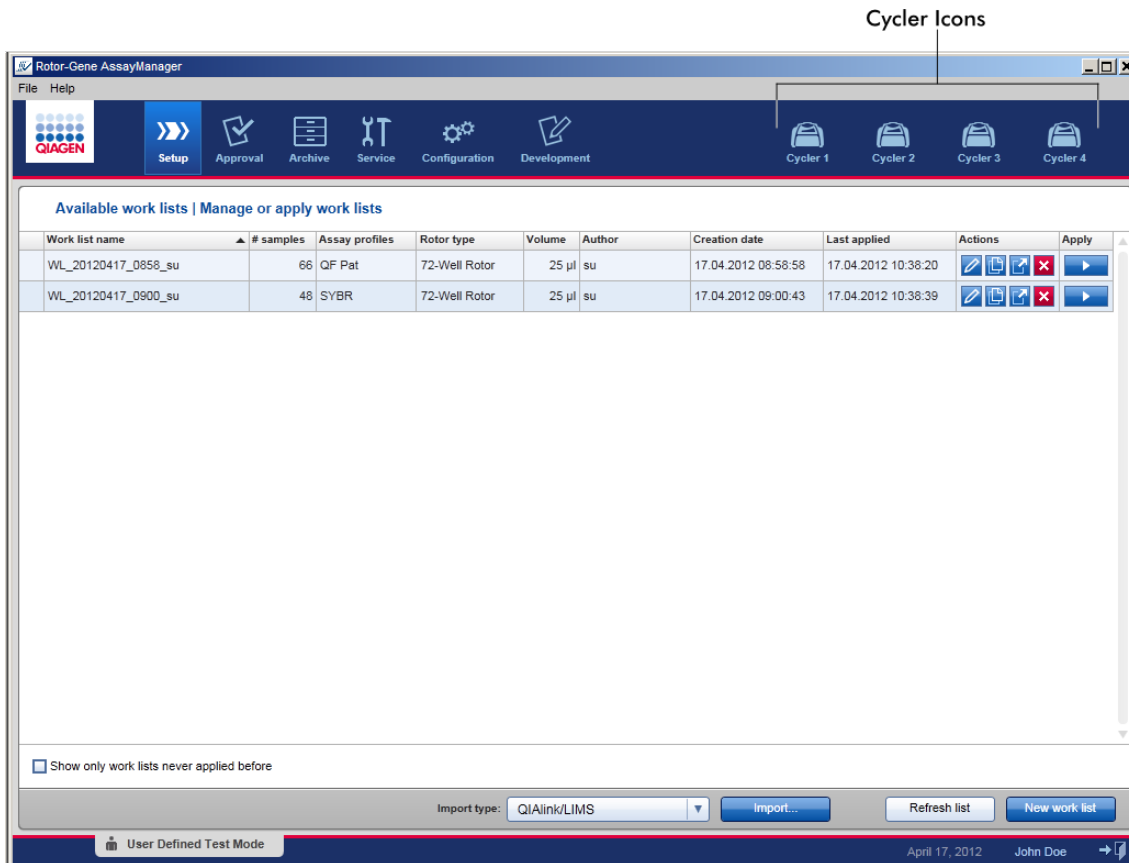 Cycler Icons
Rotor-Gene AssayManager
File Help
QIAGEN
Setup Approval Archive Service Configuration Development Cycler 1 Cycler 2 Cycler 3 Cycler 4
Available work lists | Manage or apply work lists
Work list name # samples Assay profiles Rotor type Volume Author Creation date Last applied Actions Apply
WL_20120417_0858_su 66 QF Pat 72-Well Rotor 25 µl su 17.04.2012 08:58:58 17.04.2012 10:38:20
WL_20120417_0900_su 48 SYBR 72-Well Rotor 25 µl su 17.04.2012 09:00:43 17.04.2012 10:38:39
Show only work lists never applied before
Import type: QIAlink/LIMS Import... Refresh list New work list
User Defined Test Mode April 17, 2012 John Doe